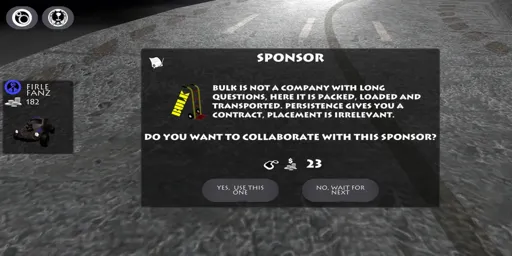 SPONSOR
FIRLE
FANZ
182
BULK
BULK IS NOT A COMPANY WITH LONG
QUESTIONS, HERE IT IS PACKED, LOADED AND
TRANSPORTED. PERSISTENCE GIVES YOU A
CONTRACT, PLACEMENT IS IRRELEVANT.
DO YOU WANT TO COLLABORATE WITH THIS SPONSOR?
$ 23
YES, USE THIS
ONE
NO, WAIT FOR
NEXT